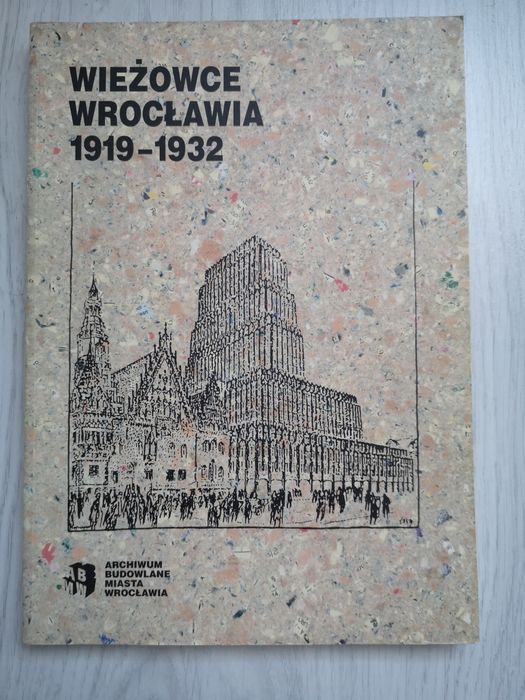 WIEŻOWCE
WROCŁAWIA
1919–1932
ARCHIWUM
BUDOWLANE
MIASTA
WROCŁAWIA